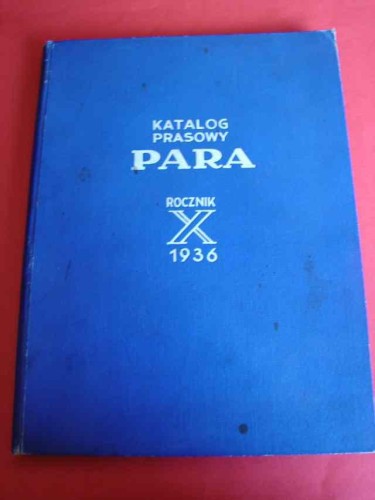 KATALOG
PRASOWY
PARA
ROCZNIK
X
1936